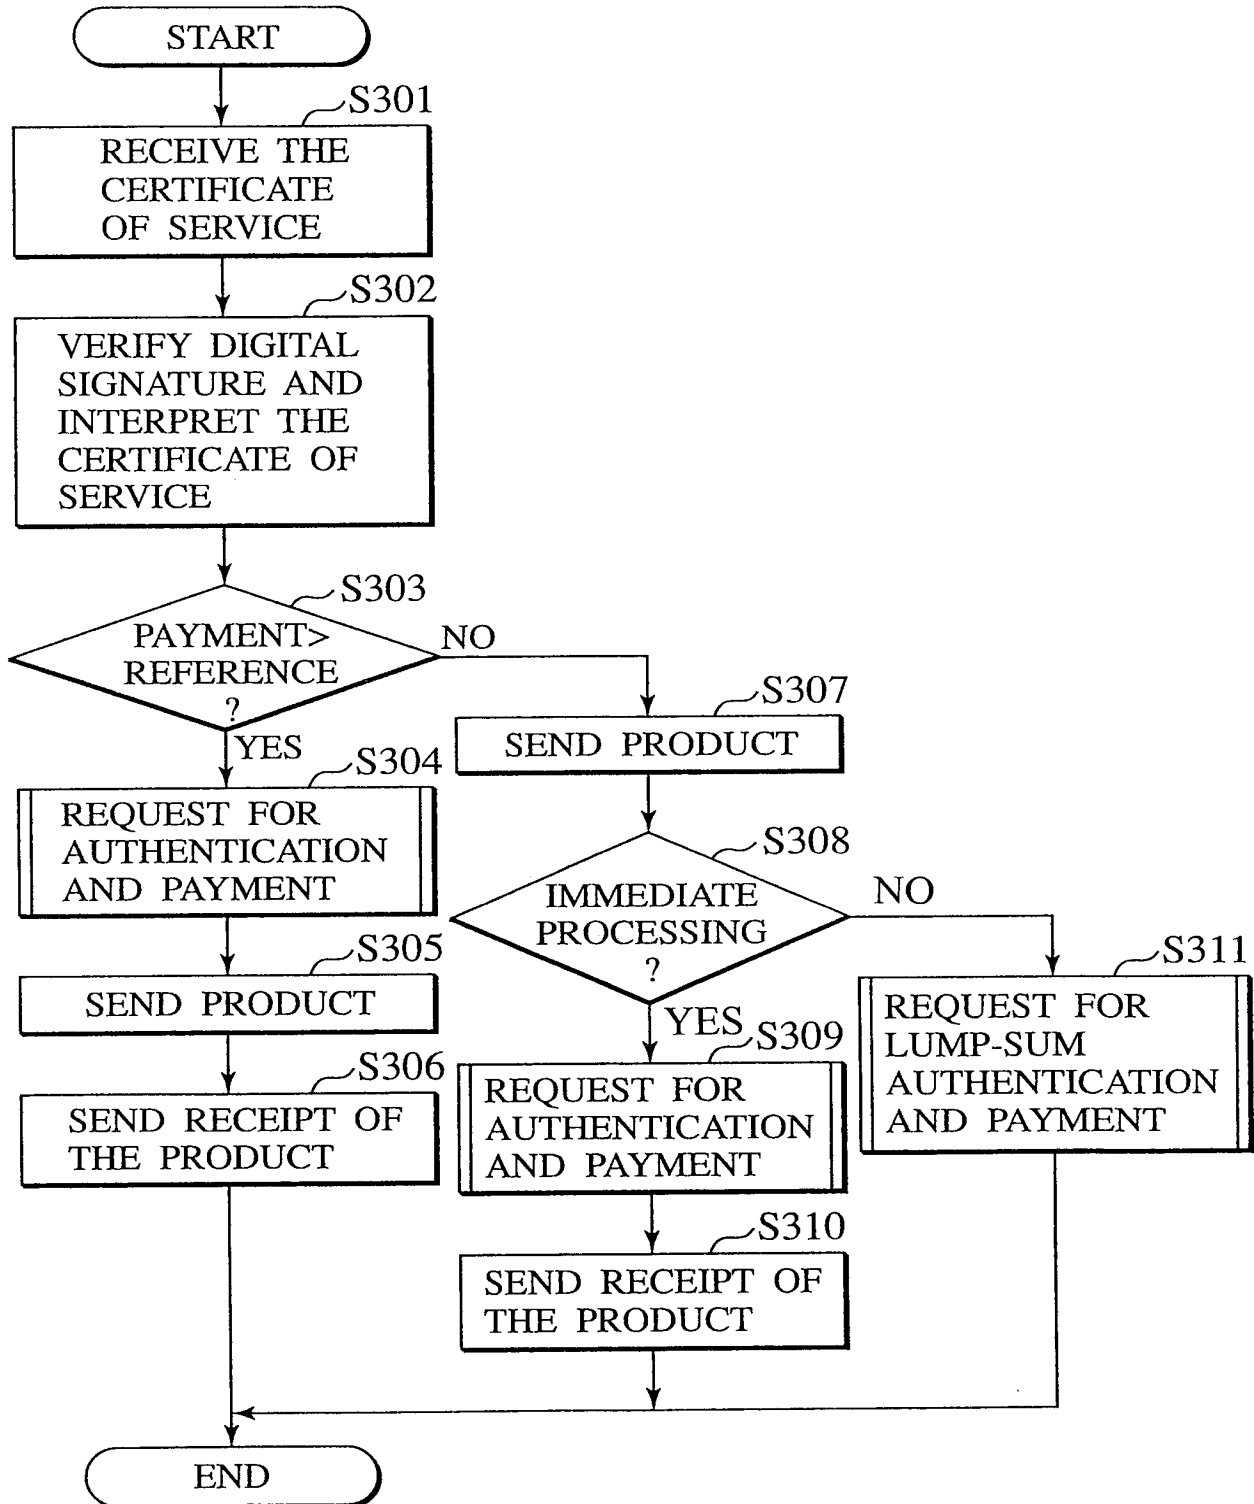 START
S301
RECEIVE THE
CERTIFICATE
OF SERVICE
S302
VERIFY DIGITAL
SIGNATURE AND
INTERPRET THE
CERTIFICATE OF
SERVICE
S303
PAYMENT>
REFERENCE
?
NO
YES
S304
REQUEST FOR
AUTHENTICATION
AND PAYMENT
S305
SEND PRODUCT
S306
SEND RECEIPT OF
THE PRODUCT
S307
SEND PRODUCT
S308
IMMEDIATE
PROCESSING
?
NO
YES
S309
REQUEST FOR
AUTHENTICATION
AND PAYMENT
S310
SEND RECEIPT OF
THE PRODUCT
S311
REQUEST FOR
LUMP-SUM
AUTHENTICATION
AND PAYMENT
END